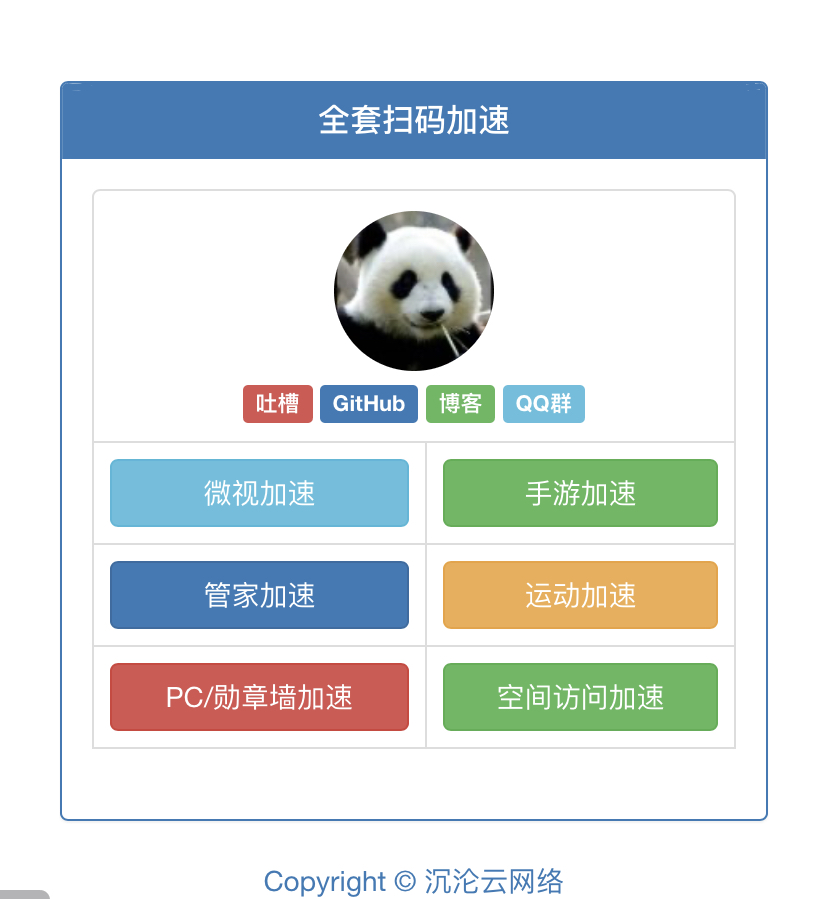 全套扫码加速
吐槽 GitHub 博客 QQ群
微视加速 手游加速
管家加速 运动加速
PC/勋章墙加速 空间访问加速
Copyright © 沉沦云网络